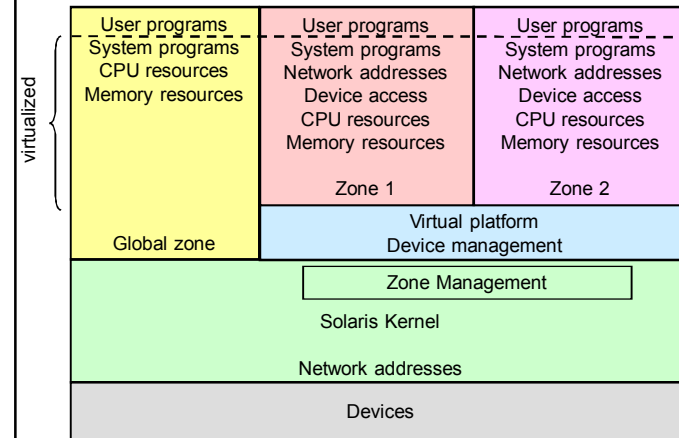 virtualized
User programs
System programs
CPU resources
Memory resources
Global zone
User programs
System programs
Network addresses
Device access
CPU resources
Memory resources
Zone 1
User programs
System programs
Network addresses
Device access
CPU resources
Memory resources
Zone 2
Virtual platform
Device management
Zone Management
Solaris Kernel
Network addresses
Devices